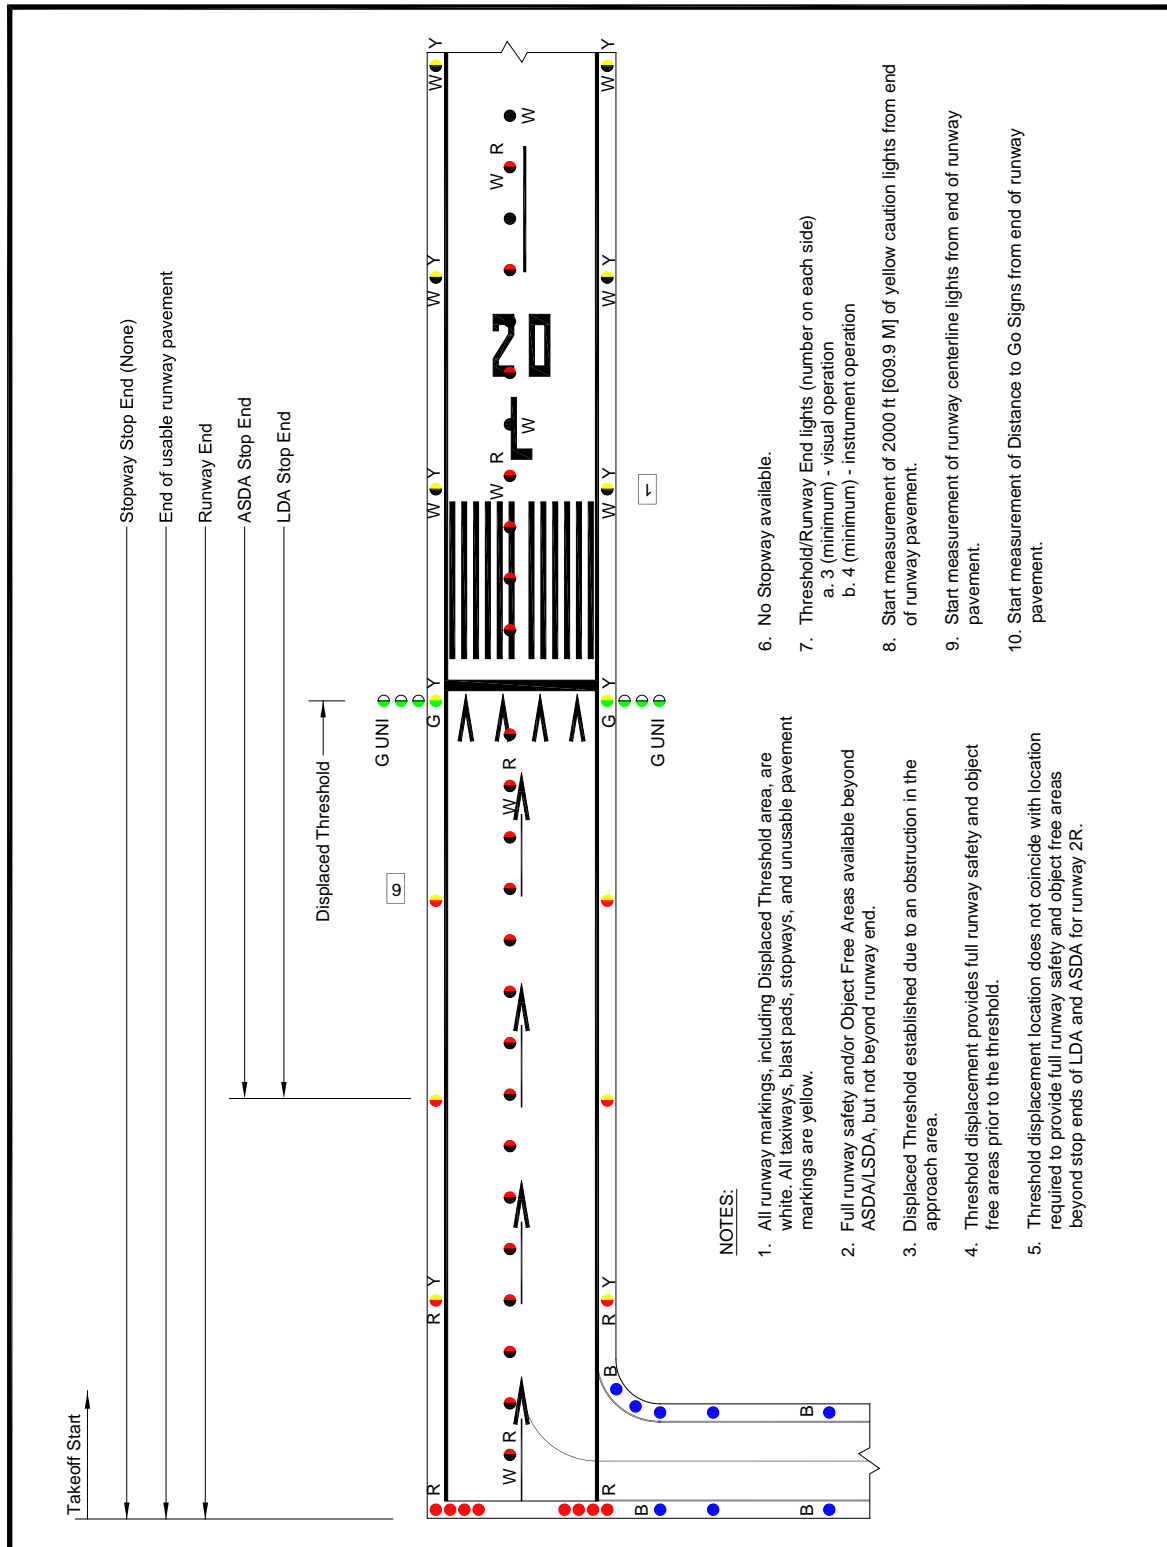 Takeoff Start
Stopway Stop End (None)
End of usable runway pavement
Runway End
ASDA Stop End
LDA Stop End
Displaced Threshold
9
1
G UNI
G UNI
R
R Y
G Y
W Y
W Y
W Y
W R
W R
W R
W
W R
W
20
L
R
R Y
G Y
W Y
W Y
W Y
B
B
B
B
NOTES:
1. All runway markings, including Displaced Threshold area, are
white. All taxiways, blast pads, stopways, and unusable pavement
markings are yellow.
2. Full runway safety and/or Object Free Areas available beyond
ASDA/LSDA, but not beyond runway end.
3. Displaced Threshold established due to an obstruction in the
approach area.
4. Threshold displacement provides full runway safety and object
free areas prior to the threshold.
5. Threshold displacement location does not coincide with location
required to provide full runway safety and object free areas
beyond stop ends of LDA and ASDA for runway 2R.
6. No Stopway available.
7. Threshold/Runway End lights (number on each side)
a. 3 (minimum) - visual operation
b. 4 (minimum) - instrument operation
8. Start measurement of 2000 ft [609.9 M] of yellow caution lights from end
of runway pavement.
9. Start measurement of runway centerline lights from end of runway
pavement.
10. Start measurement of Distance to Go Signs from end of runway
pavement.